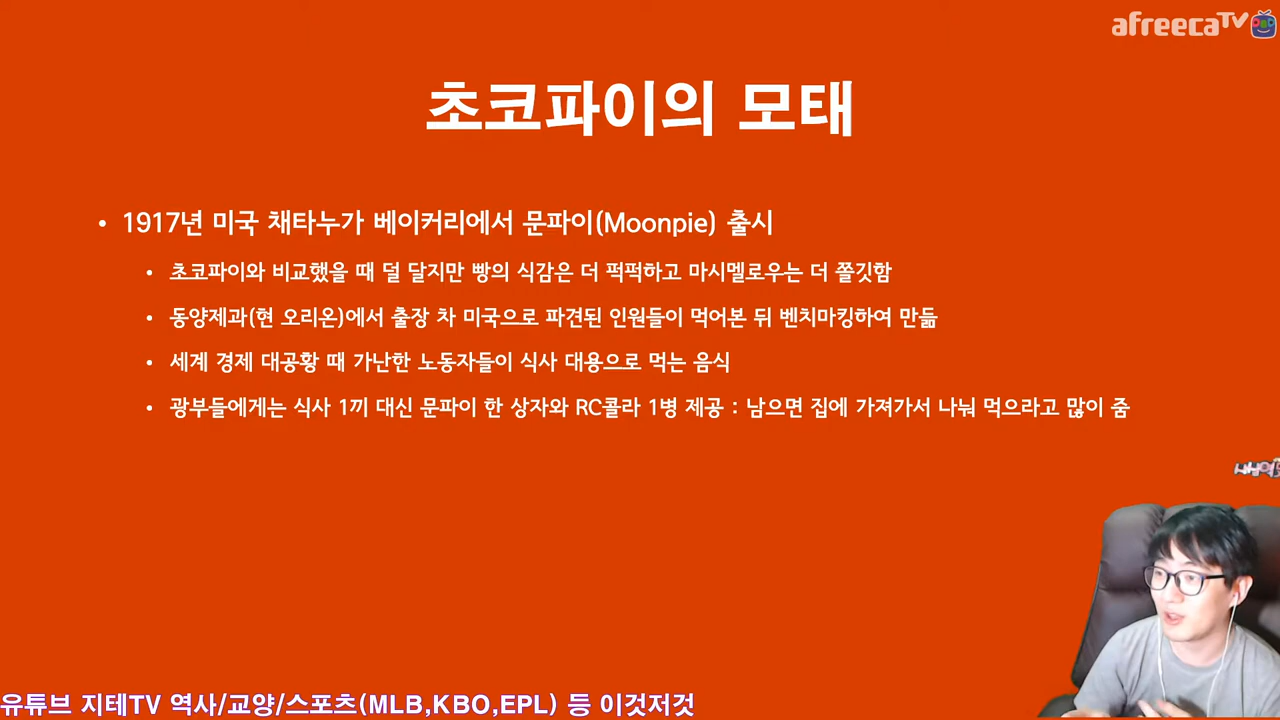 afreecaTV
초코파이의 모태
• 1917년 미국 채타누가 베이커리에서 문파이(Moonpie) 출시
• 초코파이와 비교했을 때 덜 달지만 빵의 식감은 더 퍽퍽하고 마시멜로우는 더 쫄깃함
• 동양제과(현 오리온)에서 출장 차 미국으로 파견된 인원들이 먹어본 뒤 벤치마킹하여 만듦
• 세계 경제 대공황 때 가난한 노동자들이 식사 대용으로 먹는 음식
• 광부들에게는 식사 1끼 대신 문파이 한 상자와 RC콜라 1병 제공 : 남으면 집에 가져가서 나눠 먹으라고 많이 줌
유튜브 지테TV 역사/교양/스포츠(MLB,KBO,EPL) 등 이것저것